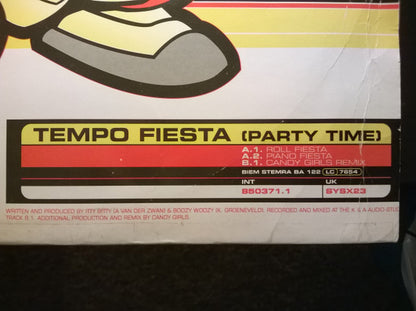 TEMPO FIESTA (PARTY TIME)
A.1. ROLL FIESTA
A.2. PIANO FIESTA
B.1. CANDY GIRLS REMIX
BIEM STEMRA BA 122 LC 7654
INT UK
850371.1 SYSX23
WRITTEN AND PRODUCED BY ITTY BITTY (A VAN DER ZWAN) & BOOZY WOOZY (K. GROENEVELD). RECORDED AND MIXED AT THE K & A-AUDIO-STUD
TRACK B.1. ADDITIONAL PRODUCTION AND REMIX BY CANDY GIRLS.